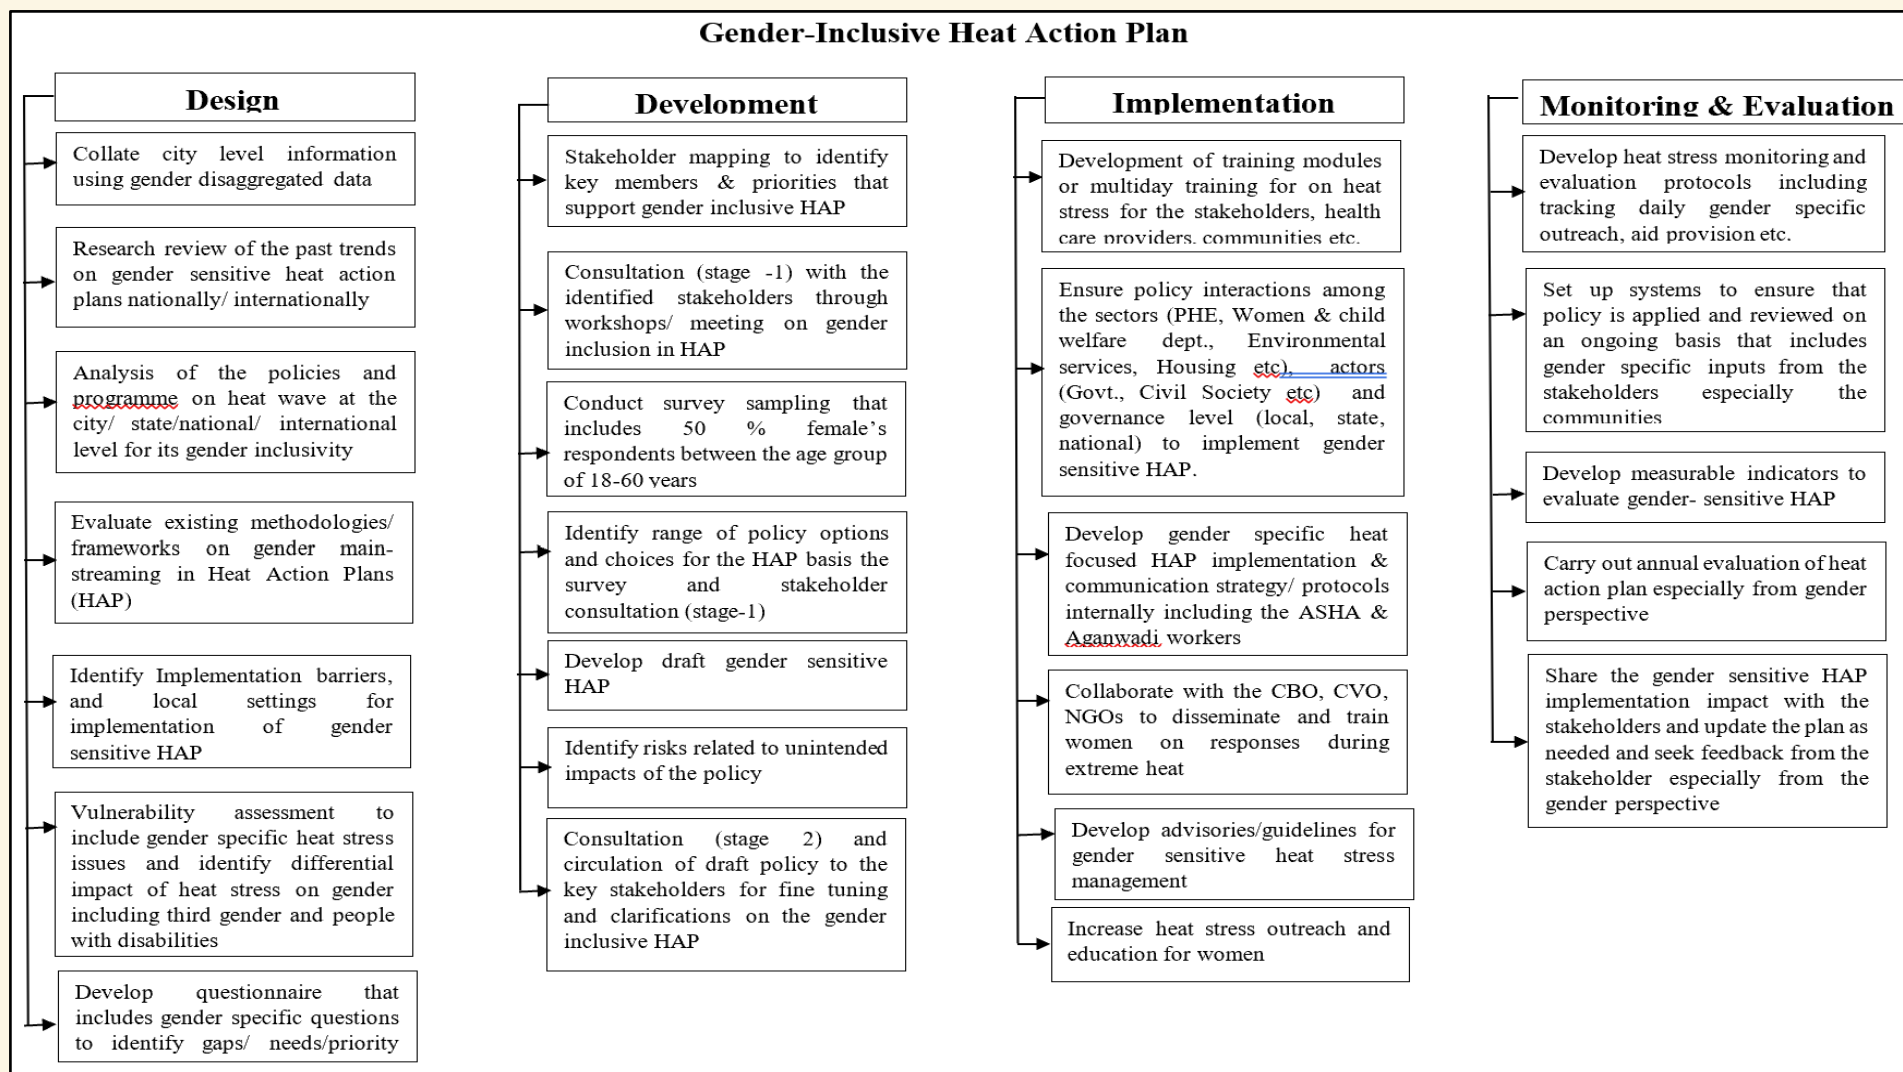 Gender-Inclusive Heat Action Plan
Design
Collate city level information
using gender disaggregated data
Research review of the past trends
on gender sensitive heat action
plans nationally/ internationally
Analysis of the policies and
programme on heat wave at the
city/ state/national/ international
level for its gender inclusivity
Evaluate existing methodologies/
frameworks on gender main-
streaming in Heat Action Plans
(HAP)
Identify Implementation barriers,
and local settings for
implementation of gender
sensitive HAP
Vulnerability assessment to
include gender specific heat stress
issues and identify differential
impact of heat stress on gender
including third gender and people
with disabilities
Develop questionnaire that
includes gender specific questions
to identify gaps/ needs/priority
Development
Stakeholder mapping to identify
key members & priorities that
support gender inclusive HAP
Consultation (stage -1) with the
identified stakeholders through
workshops/ meeting on gender
inclusion in HAP
Conduct survey sampling that
includes 50 % female’s
respondents between the age group
of 18-60 years
Identify range of policy options
and choices for the HAP basis the
survey and stakeholder
consultation (stage-1)
Develop draft gender sensitive
HAP
Identify risks related to unintended
impacts of the policy
Consultation (stage 2) and
circulation of draft policy to the
key stakeholders for fine tuning
and clarifications on the gender
inclusive HAP
Implementation
Development of training modules
or multiday training for on heat
stress for the stakeholders, health
care providers, communities etc.
Ensure policy interactions among
the sectors (PHE, Women & child
welfare dept., Environmental
services, Housing etc), actors
(Govt., Civil Society etc) and
governance level (local, state,
national) to implement gender
sensitive HAP.
Develop gender specific heat
focused HAP implementation &
communication strategy/ protocols
internally including the ASHA &
Aganwadi workers
Collaborate with the CBO, CVO,
NGOs to disseminate and train
women on responses during
extreme heat
Develop advisories/guidelines for
gender sensitive heat stress
management
Increase heat stress outreach and
education for women
Monitoring & Evaluation
Develop heat stress monitoring and
evaluation protocols including
tracking daily gender specific
outreach, aid provision etc.
Set up systems to ensure that
policy is applied and reviewed on
an ongoing basis that includes
gender specific inputs from the
stakeholders especially the
communities
Develop measurable indicators to
evaluate gender- sensitive HAP
Carry out annual evaluation of heat
action plan especially from gender
perspective
Share the gender sensitive HAP
implementation impact with the
stakeholders and update the plan as
needed and seek feedback from the
stakeholder especially from the
gender perspective